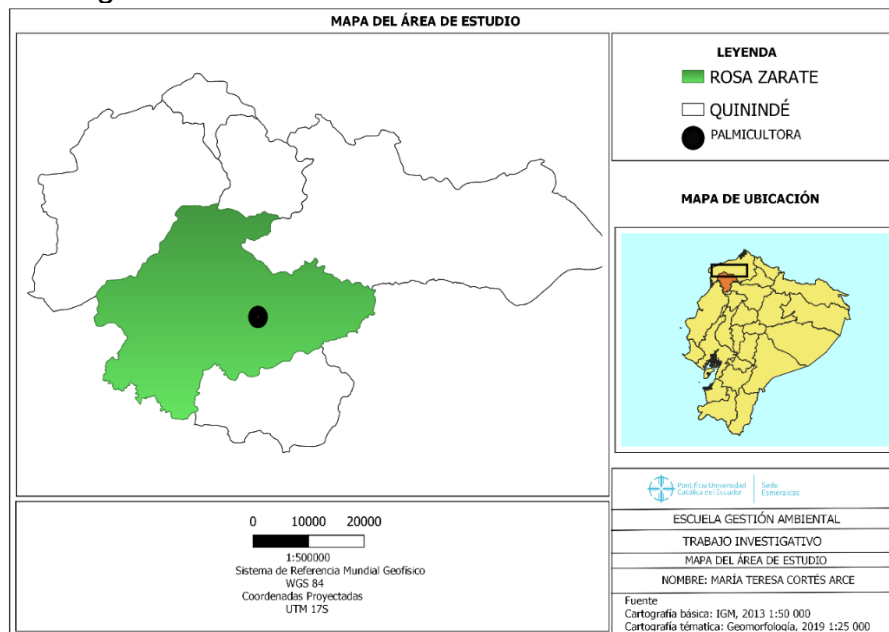 MAPA DEL ÁREA DE ESTUDIO
LEYENDA
ROSA ZARATE
QUININDÉ
PALMICULTORA
MAPA DE UBICACIÓN
0 10000 20000
1:500000
Sistema de Referencia Mundial Geofísico
WGS 84
Coordenadas Proyectadas
UTM 17S
Pontificia Universidad
Católica del Ecuador
Sede
Esmeraldas
ESCUELA GESTIÓN AMBIENTAL
TRABAJO INVESTIGATIVO
MAPA DEL ÁREA DE ESTUDIO
NOMBRE: MARÍA TERESA CORTÉS ARCE
Fuente
Cartografía básica: IGM, 2013 1:50 000
Cartografía témática: Geomorfología, 2019 1:25 000